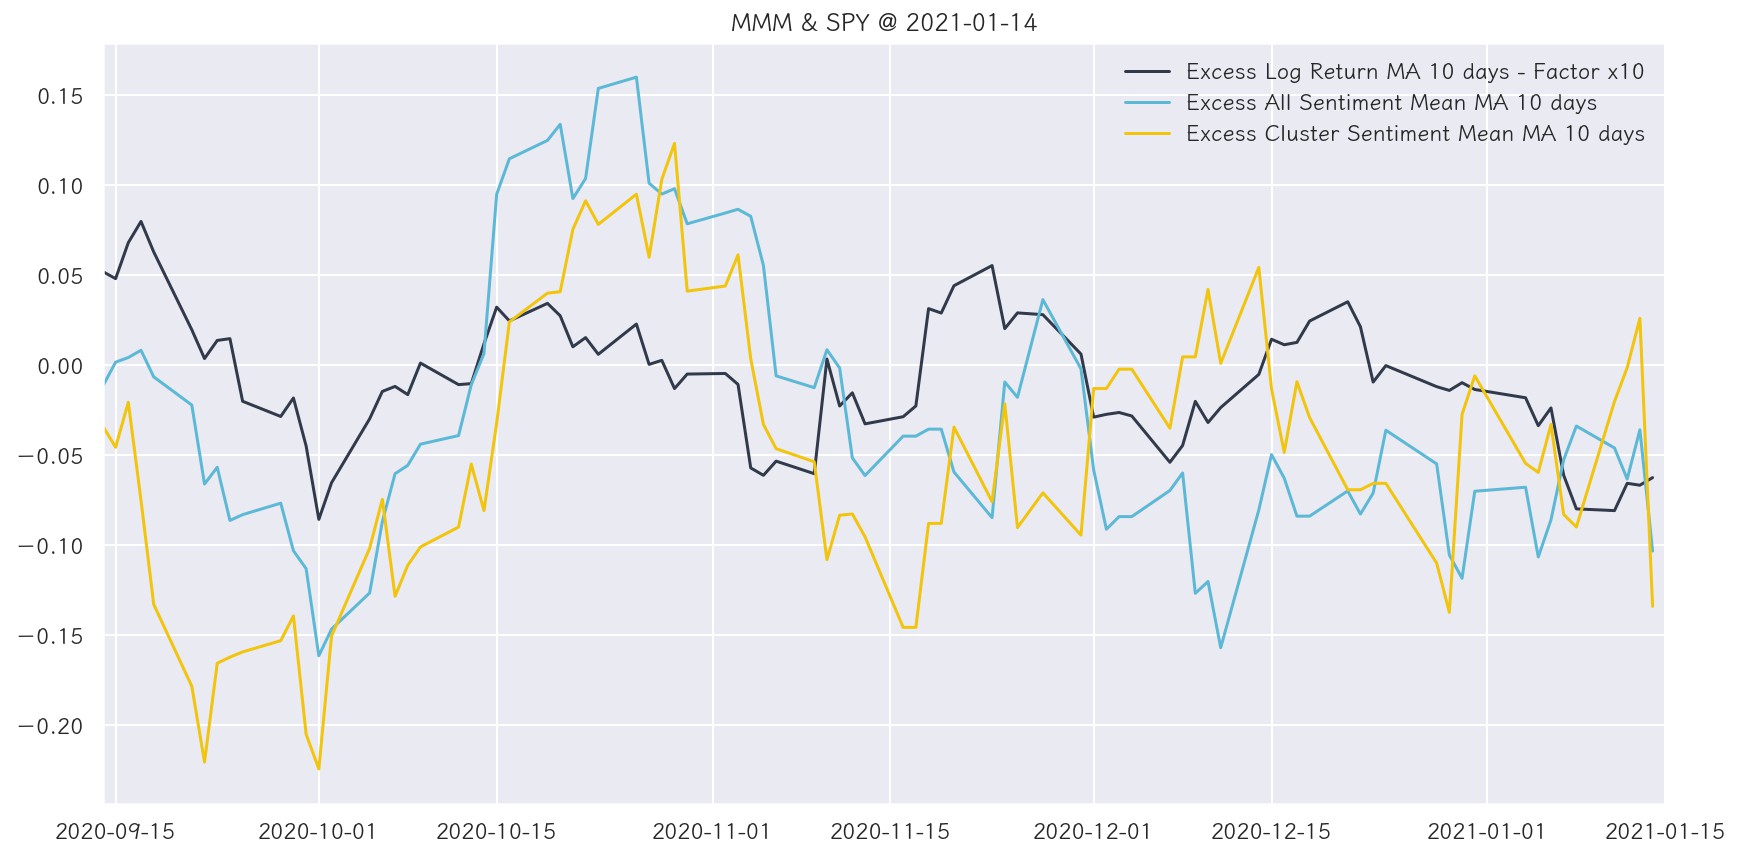 MMM & SPY @ 2021-01-14
Excess Log Return MA 10 days - Factor x10
Excess All Sentiment Mean MA 10 days
Excess Cluster Sentiment Mean MA 10 days
0.15
0.10
0.05
0.00
−0.05
−0.10
−0.15
−0.20
2020-09-15 2020-10-01 2020-10-15 2020-11-01 2020-11-15 2020-12-01 2020-12-15 2021-01-01 2021-01-15